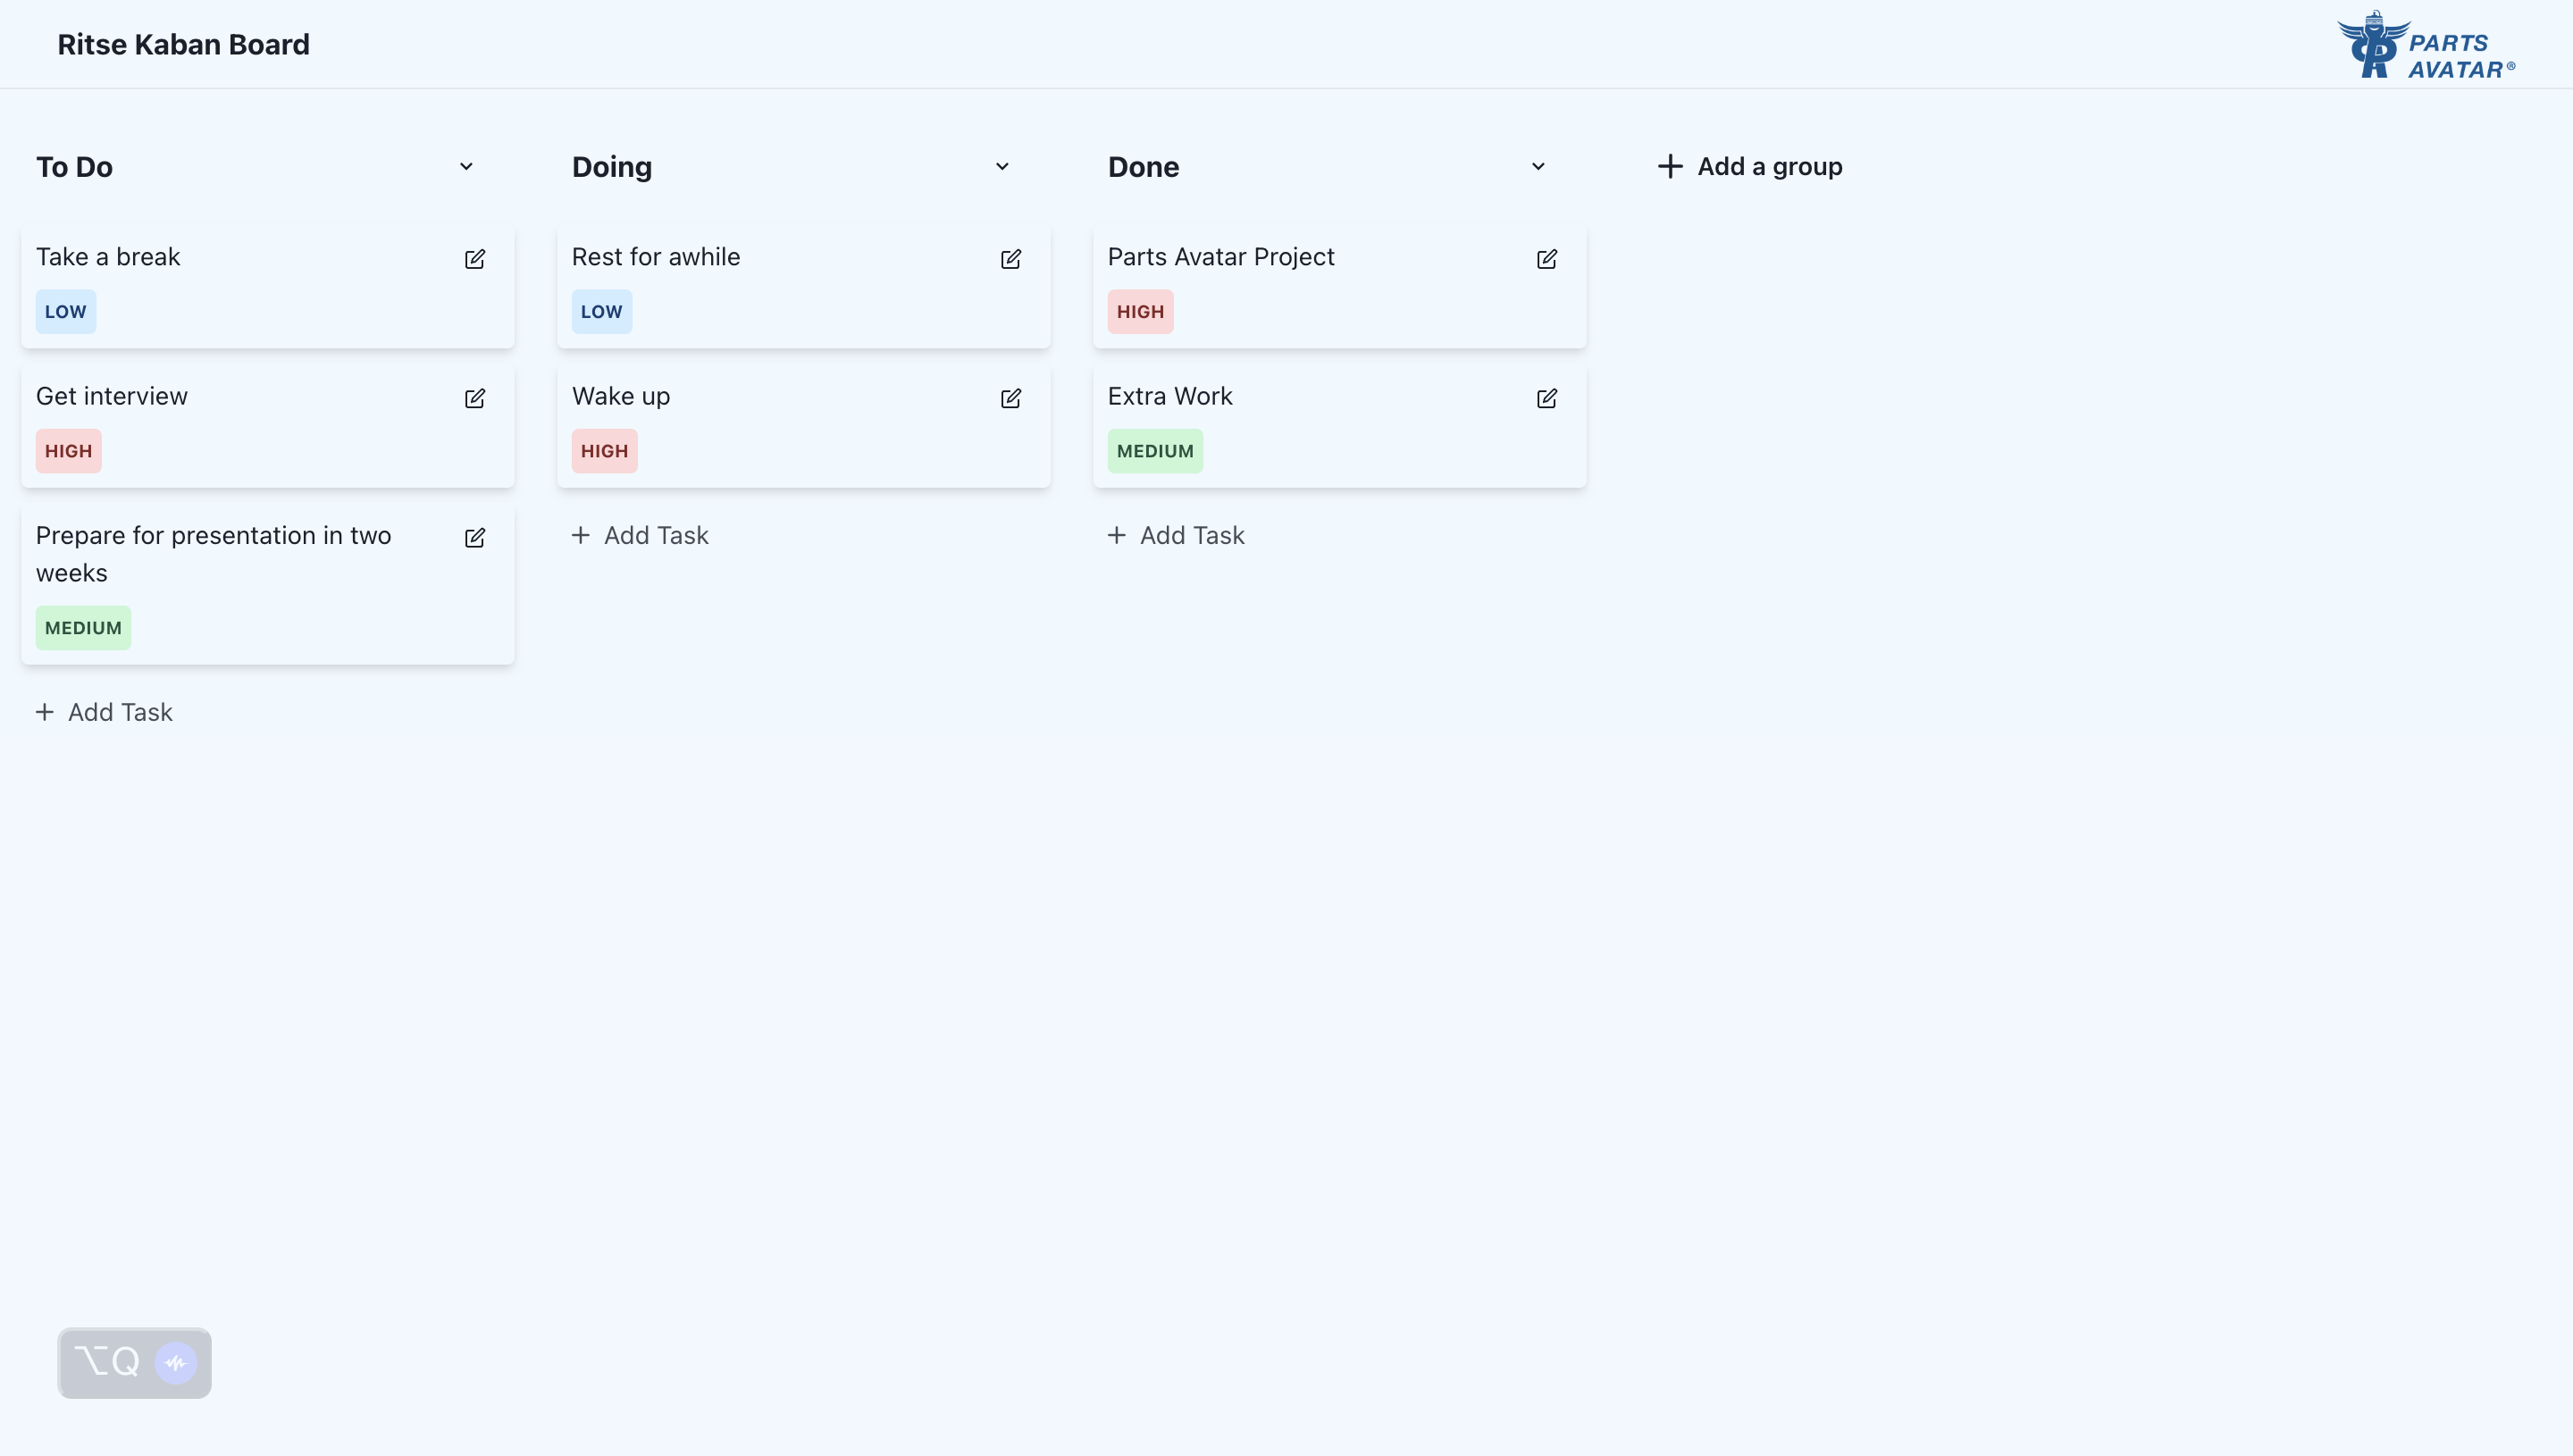 Ritse Kaban Board
PARTS
AVATAR®
To Do
Doing
Done
Add a group
Take a break
LOW
Get interview
HIGH
Prepare for presentation in two
weeks
MEDIUM
Add Task
Rest for awhile
LOW
Wake up
HIGH
Add Task
Parts Avatar Project
HIGH
Extra Work
MEDIUM
Add Task
⌥Q